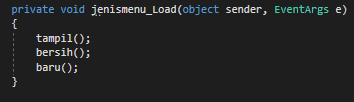 private void jenismenu_Load(object sender, EventArgs e)
{
    tampil();
    bersih();
    baru();
}